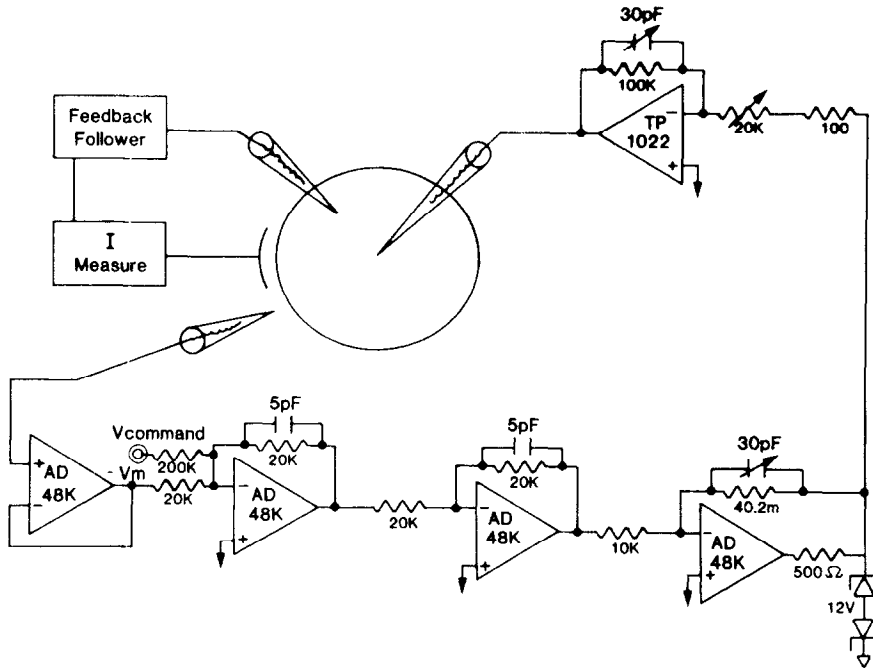 30pF
100K
TP
1022
−
+
20K
100
Feedback
Follower
I
Measure
Vcommand
200K
Vm
20K
+
AD
48K
−
5pF
20K
−
AD
48K
+
20K
5pF
20K
−
AD
48K
+
10K
30pF
40.2m
−
AD
48K
+
500Ω
12V